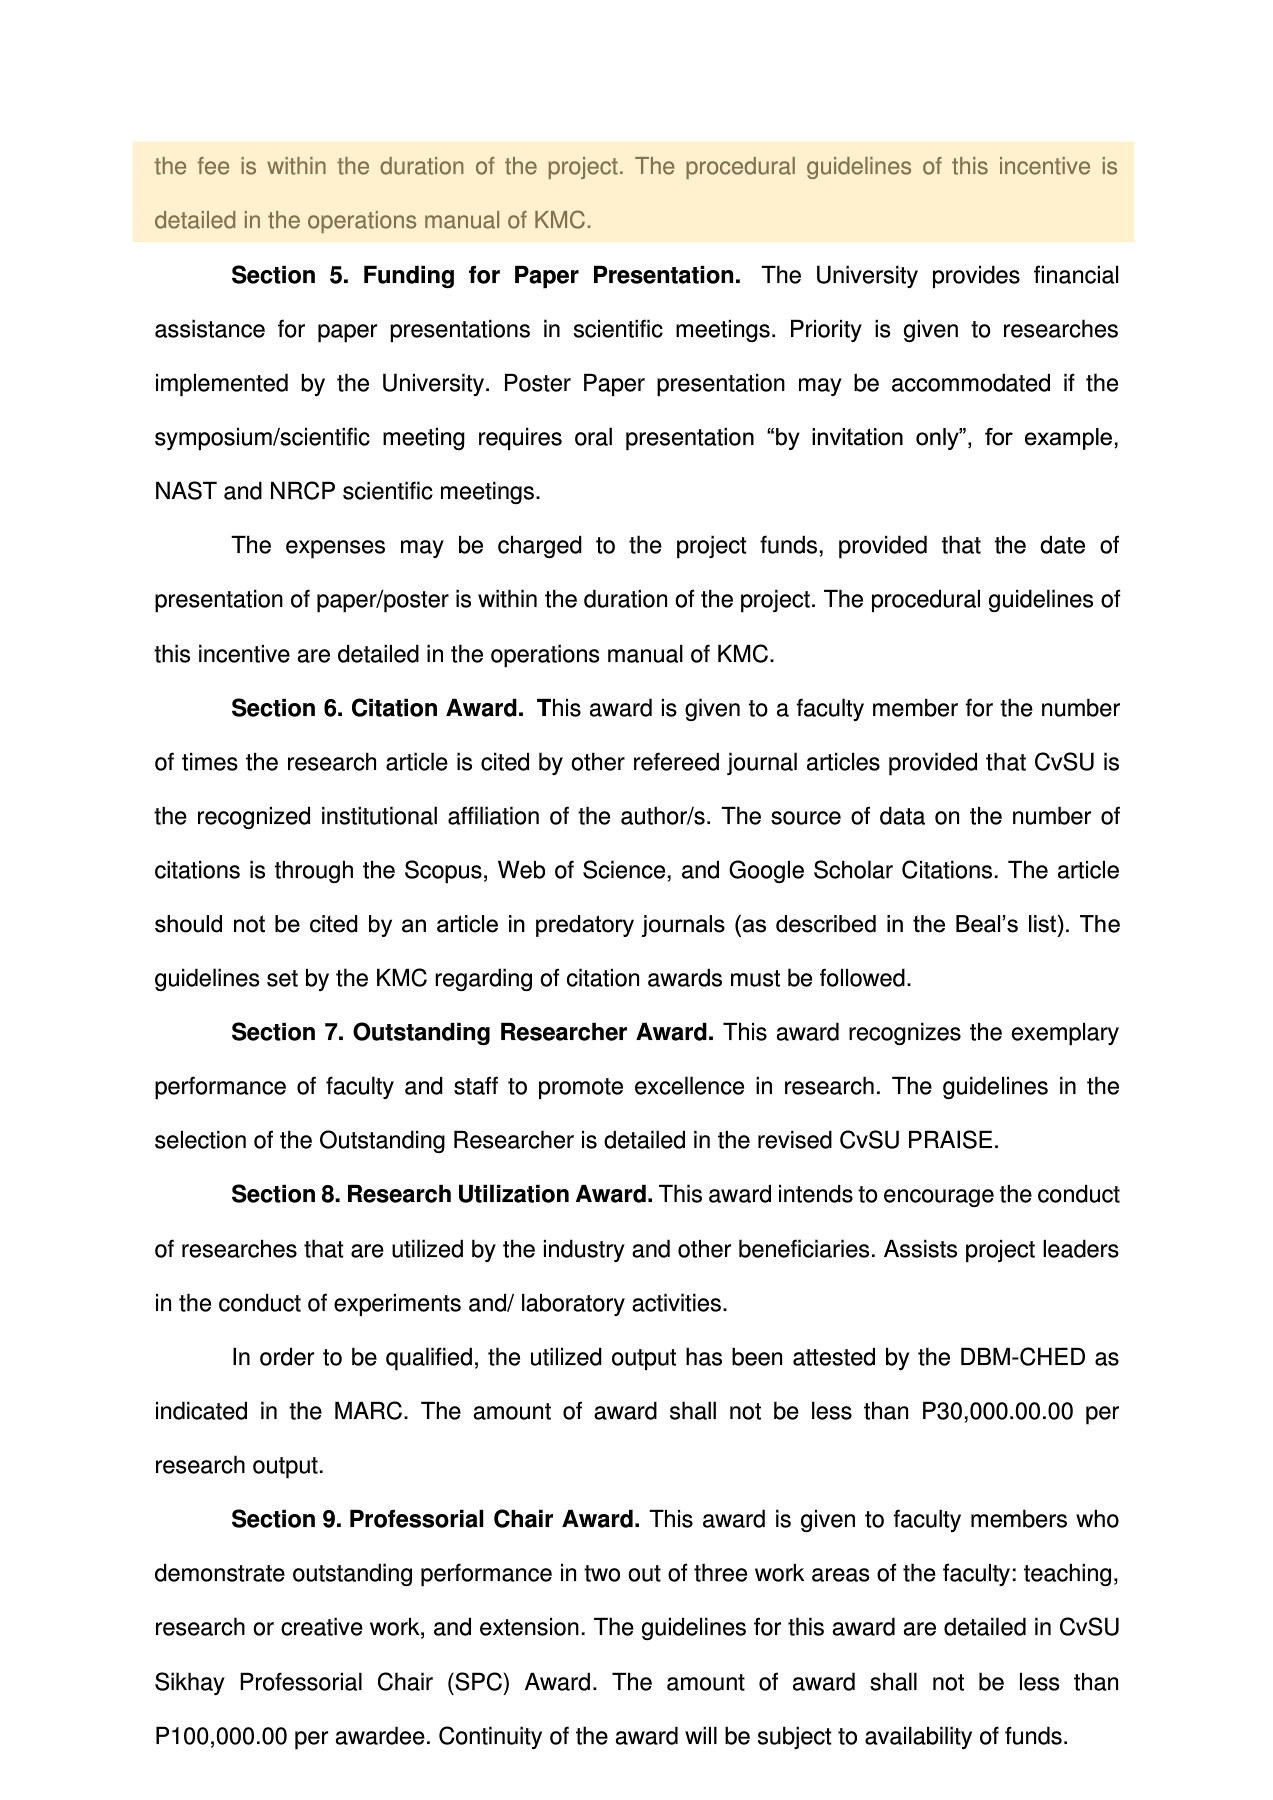 the fee is within the duration of the project. The procedural guidelines of this incentive is
detailed in the operations manual of KMC.
Section 5. Funding for Paper Presentation. The University provides financial
assistance for paper presentations in scientific meetings. Priority is given to researches
implemented by the University. Poster Paper presentation may be accommodated if the
symposium/scientific meeting requires oral presentation “by invitation only”, for example,
NAST and NRCP scientific meetings.
The expenses may be charged to the project funds, provided that the date of
presentation of paper/poster is within the duration of the project. The procedural guidelines of
this incentive are detailed in the operations manual of KMC.
Section 6. Citation Award. This award is given to a faculty member for the number
of times the research article is cited by other refereed journal articles provided that CvSU is
the recognized institutional affiliation of the author/s. The source of data on the number of
citations is through the Scopus, Web of Science, and Google Scholar Citations. The article
should not be cited by an article in predatory journals (as described in the Beal’s list). The
guidelines set by the KMC regarding of citation awards must be followed.
Section 7. Outstanding Researcher Award. This award recognizes the exemplary
performance of faculty and staff to promote excellence in research. The guidelines in the
selection of the Outstanding Researcher is detailed in the revised CvSU PRAISE.
Section 8. Research Utilization Award. This award intends to encourage the conduct
of researches that are utilized by the industry and other beneficiaries. Assists project leaders
in the conduct of experiments and/ laboratory activities.
In order to be qualified, the utilized output has been attested by the DBM-CHED as
indicated in the MARC. The amount of award shall not be less than P30,000.00.00 per
research output.
Section 9. Professorial Chair Award. This award is given to faculty members who
demonstrate outstanding performance in two out of three work areas of the faculty: teaching,
research or creative work, and extension. The guidelines for this award are detailed in CvSU
Sikhay Professorial Chair (SPC) Award. The amount of award shall not be less than
P100,000.00 per awardee. Continuity of the award will be subject to availability of funds.